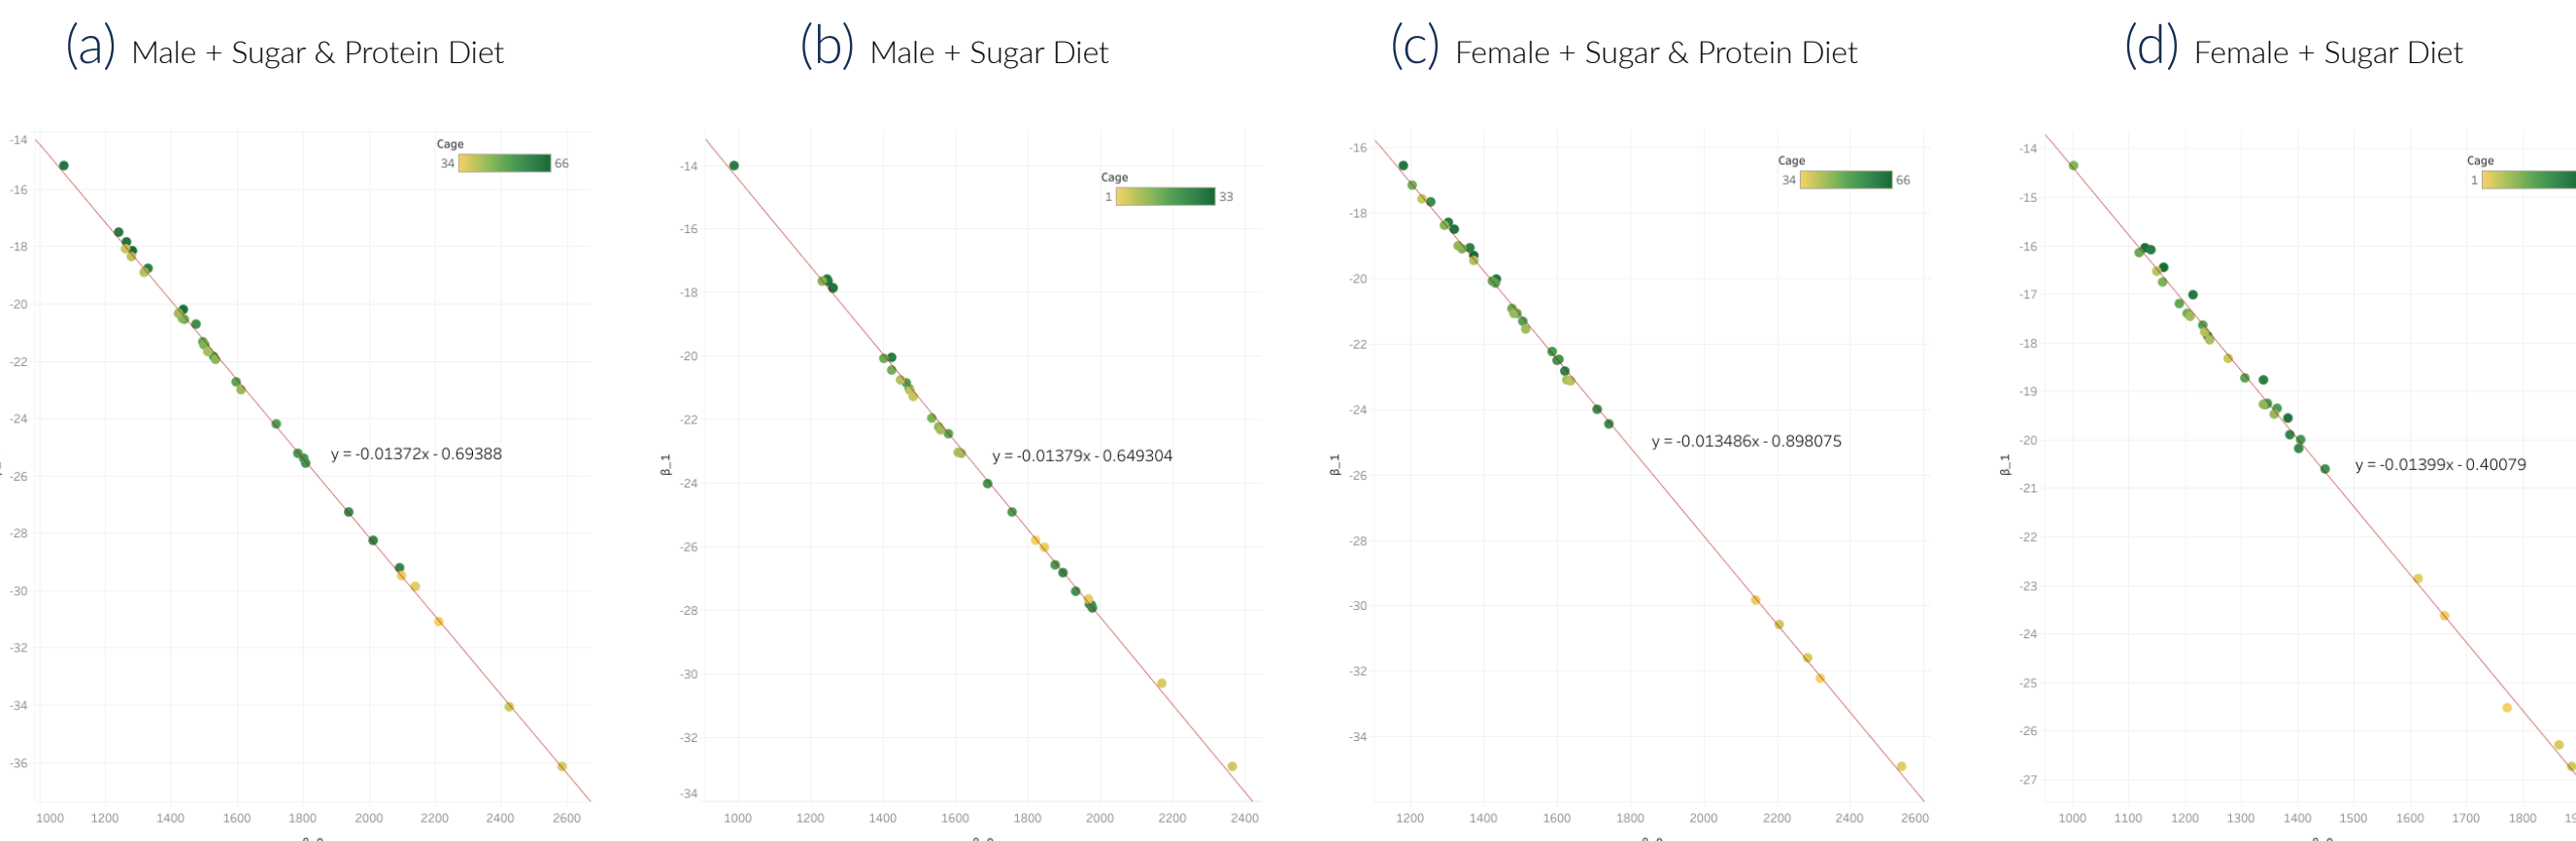 (a) Male + Sugar & Protein Diet
Cage
34 66
-14
-16
-18
-20
-22
-24
-26
-28
-30
-32
-34
-36
y = -0.01372x - 0.69388
1000 1200 1400 1600 1800 2000 2200 2400 2600
(b) Male + Sugar Diet
Cage
1 33
-14
-16
-18
-20
-22
-24
-26
-28
-30
-32
-34
β_1
y = -0.01379x - 0.649304
1000 1200 1400 1600 1800 2000 2200 2400
(c) Female + Sugar & Protein Diet
Cage
34 66
-16
-18
-20
-22
-24
-26
-28
-30
-32
-34
β_1
y = -0.013486x - 0.898075
1200 1400 1600 1800 2000 2200 2400 2600
(d) Female + Sugar Diet
Cage
1
-14
-15
-16
-17
-18
-19
-20
-21
-22
-23
-24
-25
-26
-27
β_1
y = -0.01399x - 0.40079
1000 1100 1200 1300 1400 1500 1600 1700 1800